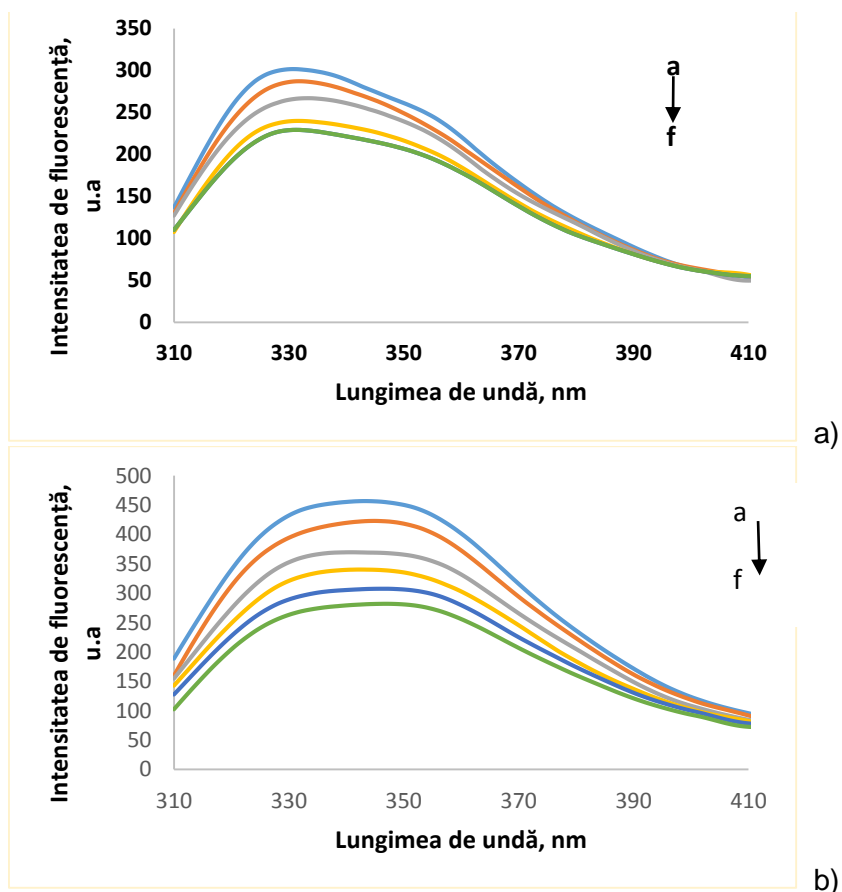 Intensitatea de fluorescență,
u.a
350
300
250
200
150
100
50
0
a
f
310 330 350 370 390 410
Lungimea de undă, nm
a)
Intensitatea de fluorescență,
u.a
500
450
400
350
300
250
200
150
100
50
0
a
f
310 330 350 370 390 410
Lungimea de undă, nm
b)